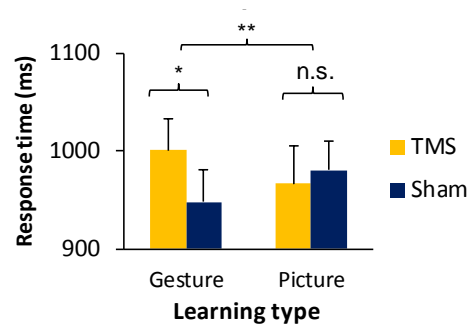 **
1100
*
n.s.
1000
900
Response time (ms)
TMS
Sham
Gesture
Picture
Learning type